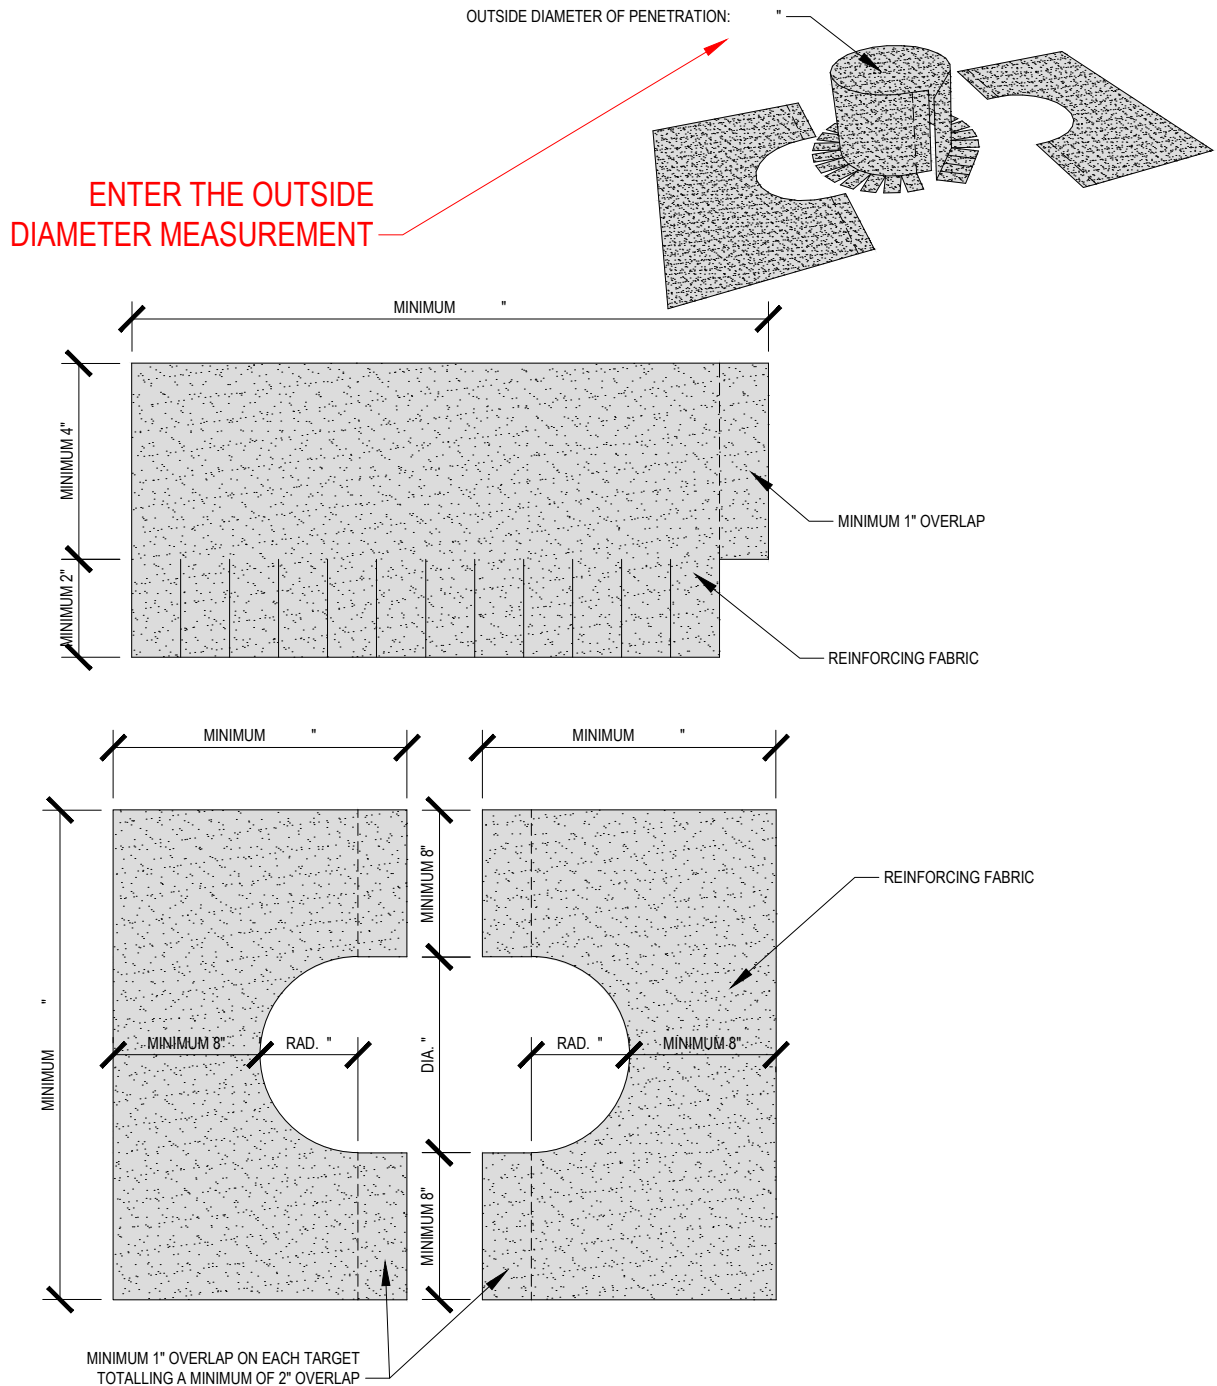 OUTSIDE DIAMETER OF PENETRATION: "
ENTER THE OUTSIDE
DIAMETER MEASUREMENT
MINIMUM "
MINIMUM 4"
MINIMUM 2"
MINIMUM 1" OVERLAP
REINFORCING FABRIC
MINIMUM "
MINIMUM "
MINIMUM 8"
REINFORCING FABRIC
MINIMUM "
MINIMUM 8"
RAD. "
DIA. "
RAD. "
MINIMUM 8"
MINIMUM 8"
MINIMUM 1" OVERLAP ON EACH TARGET
TOTALLING A MINIMUM OF 2" OVERLAP